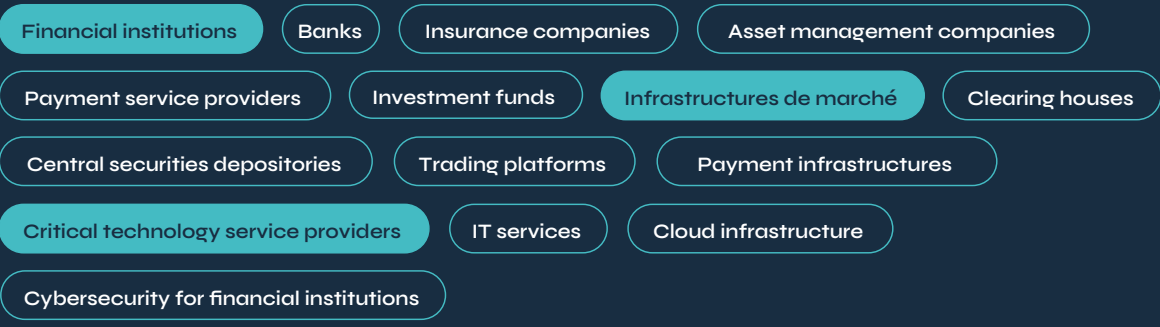 Financial institutions Banks Insurance companies Asset management companies
Payment service providers Investment funds Infrastructures de marché Clearing houses
Central securities depositories Trading platforms Payment infrastructures
Critical technology service providers IT services Cloud infrastructure
Cybersecurity for financial institutions